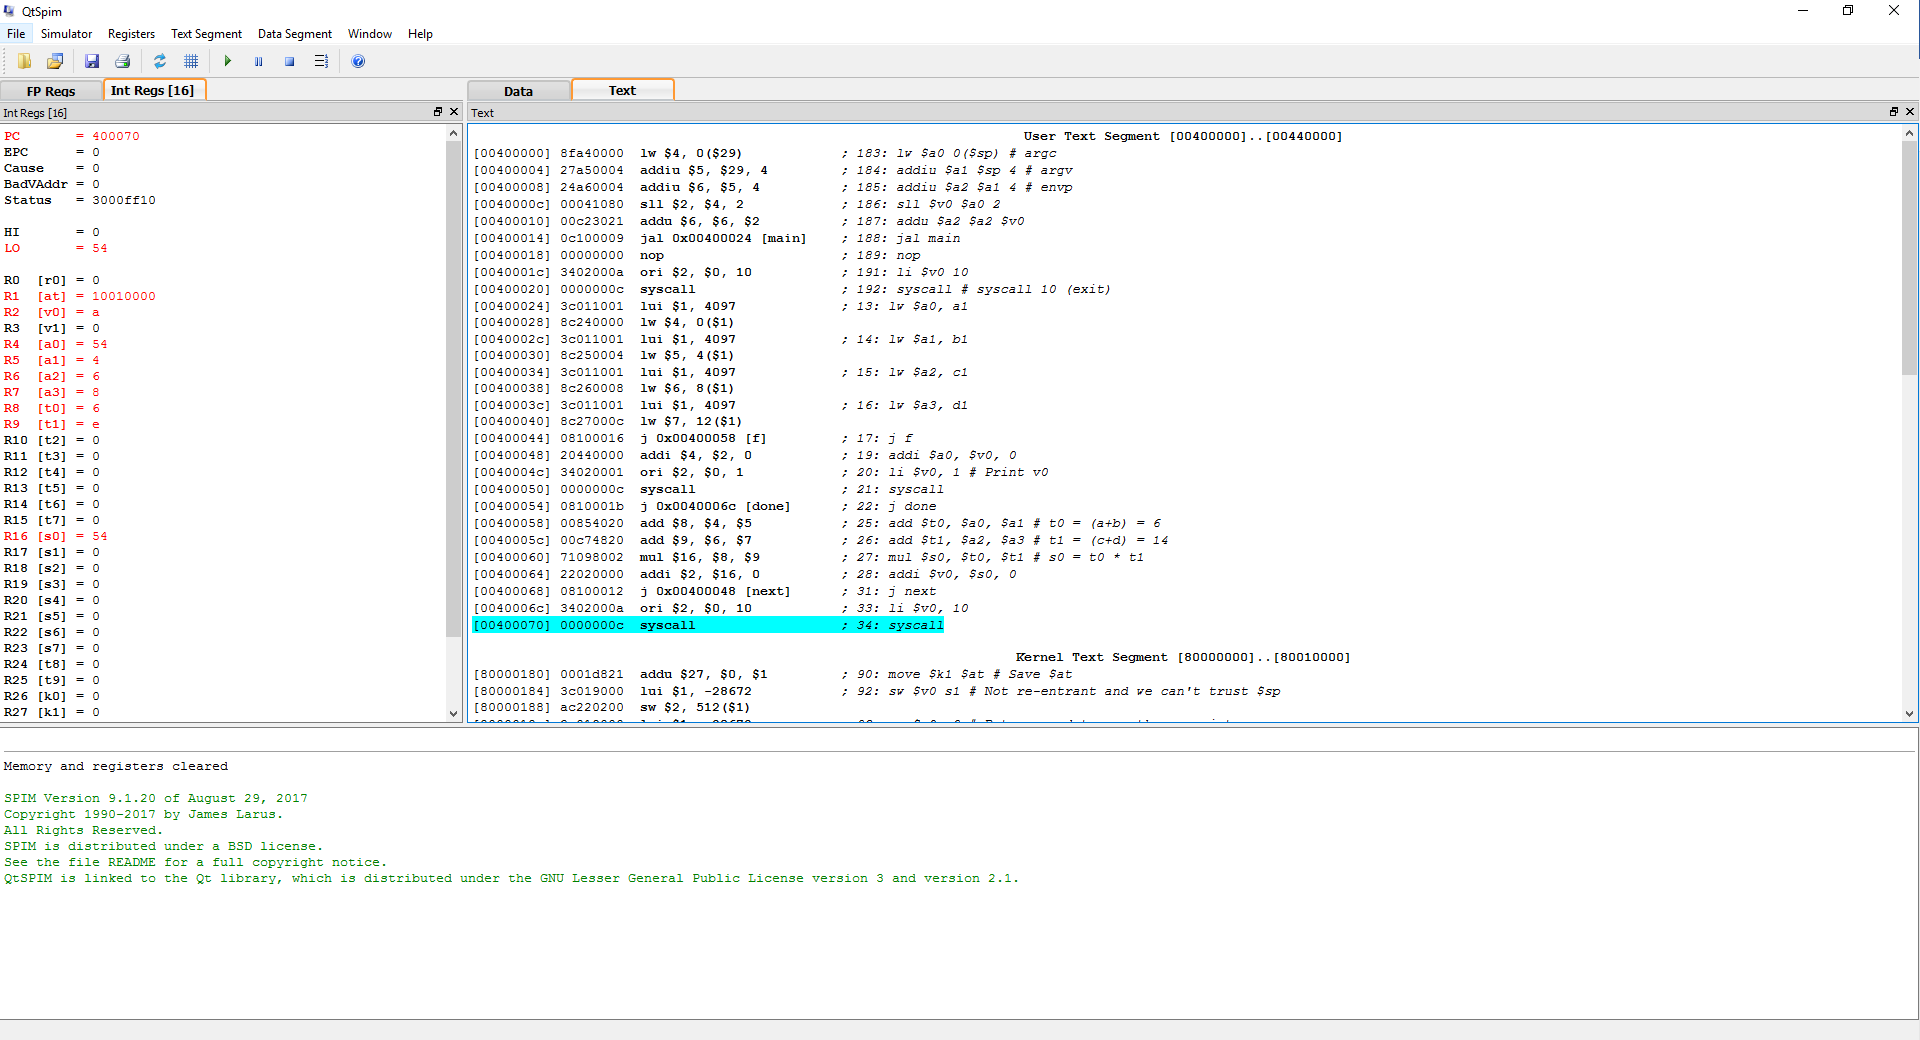 QtSpim
File Simulator Registers Text Segment Data Segment Window Help
FP Regs Int Regs [16] Data Text
Int Regs [16]
PC = 400070
EPC = 0
Cause = 0
BadVAddr = 0
Status = 3000ff10
HI = 0
LO = 54
R0 [r0] = 0
R1 [at] = 10010000
R2 [v0] = a
R3 [v1] = 0
R4 [a0] = 54
R5 [a1] = 4
R6 [a2] = 6
R7 [a3] = 8
R8 [t0] = 6
R9 [t1] = e
R10 [t2] = 0
R11 [t3] = 0
R12 [t4] = 0
R13 [t5] = 0
R14 [t6] = 0
R15 [t7] = 0
R16 [s0] = 54
R17 [s1] = 0
R18 [s2] = 0
R19 [s3] = 0
R20 [s4] = 0
R21 [s5] = 0
R22 [s6] = 0
R23 [s7] = 0
R24 [t8] = 0
R25 [t9] = 0
R26 [k0] = 0
R27 [k1] = 0
Text
User Text Segment [00400000]..[00440000]
[00400000] 8fa40000 lw $4, 0($29) ; 183: lw $a0 0($sp) # argc
[00400004] 27a50004 addiu $5, $29, 4 ; 184: addiu $a1 $sp 4 # argv
[00400008] 24a60004 addiu $6, $5, 4 ; 185: addiu $a2 $a1 4 # envp
[0040000c] 00041080 sll $2, $4, 2 ; 186: sll $v0 $a0 2
[00400010] 00c23021 addu $6, $6, $2 ; 187: addu $a2 $a2 $v0
[00400014] 0c100009 jal 0x00400024 [main] ; 188: jal main
[00400018] 00000000 nop ; 189: nop
[0040001c] 3402000a ori $2, $0, 10 ; 191: li $v0 10
[00400020] 0000000c syscall ; 192: syscall # syscall 10 (exit)
[00400024] 3c011001 lui $1, 4097 ; 13: lw $a0, a1
[00400028] 8c240000 lw $4, 0($1)
[0040002c] 3c011001 lui $1, 4097 ; 14: lw $a1, b1
[00400030] 8c250004 lw $5, 4($1)
[00400034] 3c011001 lui $1, 4097 ; 15: lw $a2, c1
[00400038] 8c260008 lw $6, 8($1)
[0040003c] 3c011001 lui $1, 4097 ; 16: lw $a3, d1
[00400040] 8c27000c lw $7, 12($1)
[00400044] 08100016 j 0x00400058 [f] ; 17: j f
[00400048] 20440000 addi $4, $2, 0 ; 19: addi $a0, $v0, 0
[0040004c] 34020001 ori $2, $0, 1 ; 20: li $v0, 1 # Print v0
[00400050] 0000000c syscall ; 21: syscall
[00400054] 0810001b j 0x0040006c [done] ; 22: j done
[00400058] 00854020 add $8, $4, $5 ; 25: add $t0, $a0, $a1 # t0 = (a+b) = 6
[0040005c] 00c74820 add $9, $6, $7 ; 26: add $t1, $a2, $a3 # t1 = (c+d) = 14
[00400060] 71098002 mul $16, $8, $9 ; 27: mul $s0, $t0, $t1 # s0 = t0 * t1
[00400064] 22020000 addi $2, $16, 0 ; 28: addi $v0, $s0, 0
[00400068] 08100012 j 0x00400048 [next] ; 31: j next
[0040006c] 3402000a ori $2, $0, 10 ; 33: li $v0, 10
[00400070] 0000000c syscall ; 34: syscall
Kernel Text Segment [80000000]..[80010000]
[80000180] 0001d821 addu $27, $0, $1 ; 90: move $k1 $at # Save $at
[80000184] 3c019000 lui $1, -28672 ; 92: sw $v0 s1 # Not re-entrant and we can't trust $sp
[80000188] ac220200 sw $2, 512($1)
Memory and registers cleared
SPIM Version 9.1.20 of August 29, 2017
Copyright 1990-2017 by James Larus.
All Rights Reserved.
SPIM is distributed under a BSD license.
See the file README for a full copyright notice.
QtSPIM is linked to the Qt library, which is distributed under the GNU Lesser General Public License version 3 and version 2.1.